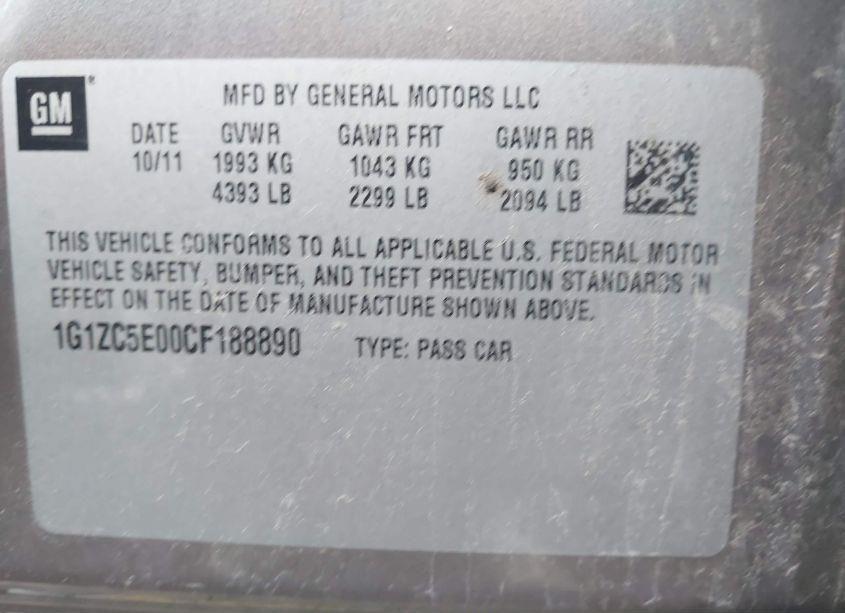 GM
MFD BY GENERAL MOTORS LLC
DATE GVWR GAWR FRT GAWR RR
10/11 1993 KG 1043 KG 950 KG
4393 LB 2299 LB 2094 LB
THIS VEHICLE CONFORMS TO ALL APPLICABLE U.S. FEDERAL MOTOR
VEHICLE SAFETY, BUMPER, AND THEFT PREVENTION STANDARDS IN
EFFECT ON THE DATE OF MANUFACTURE SHOWN ABOVE.
1G1ZC5E00CF188890 TYPE: PASS CAR